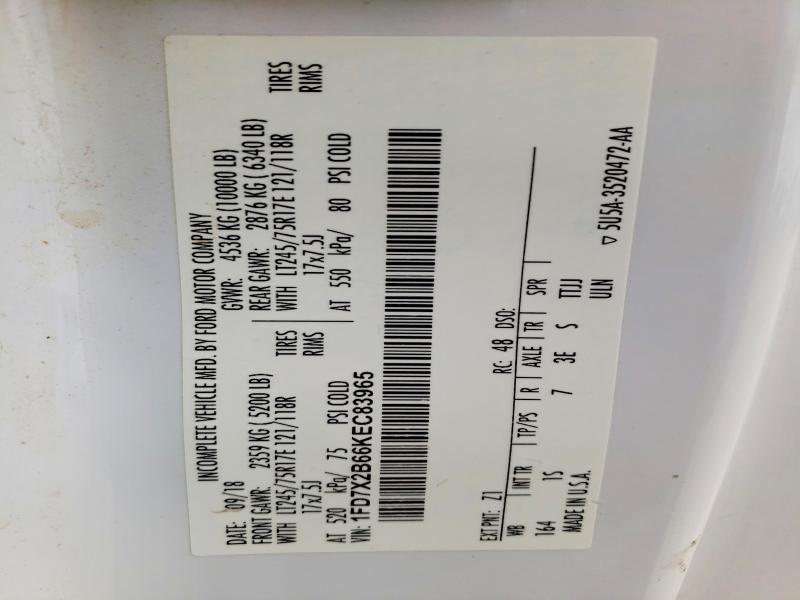 INCOMPLETE VEHICLE MFD. BY FORD MOTOR COMPANY
DATE: 09/18 GVWR: 4536 KG (10000 LB)
FRONT GAWR: 2359 KG (5200 LB) REAR GAWR: 2876 KG (6340 LB)
WITH LT245/75R17E 121/118R TIRES WITH LT245/75R17E 121/118R TIRES
17x7.5J RIMS 17x7.5J RIMS
AT 520 kPa/ 75 PSI COLD AT 550 kPa/ 80 PSI COLD
VIN: 1FD7X2B66KEC83965
EXT PNT: Z1 RC: 48 DSO:
WB INT TR TP/PS R AXLE TR SPR
164 1S 7 3E S TTJJ
MADE IN U.S.A. ULN
▽ 5U5A-3520472-AA